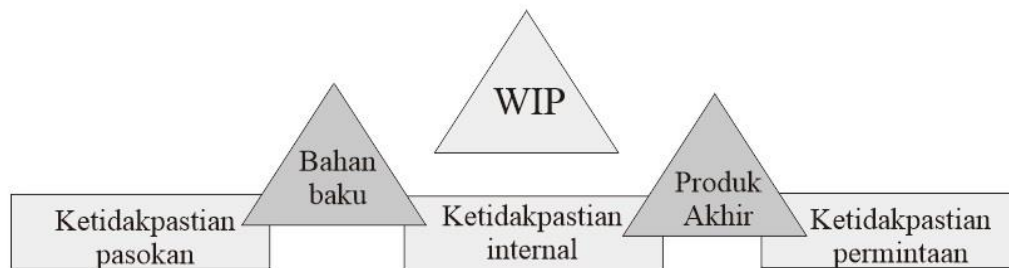 WIP
Bahan
baku
Produk
Akhir
Ketidakpastian
pasokan
Ketidakpastian
internal
Ketidakpastian
permintaan